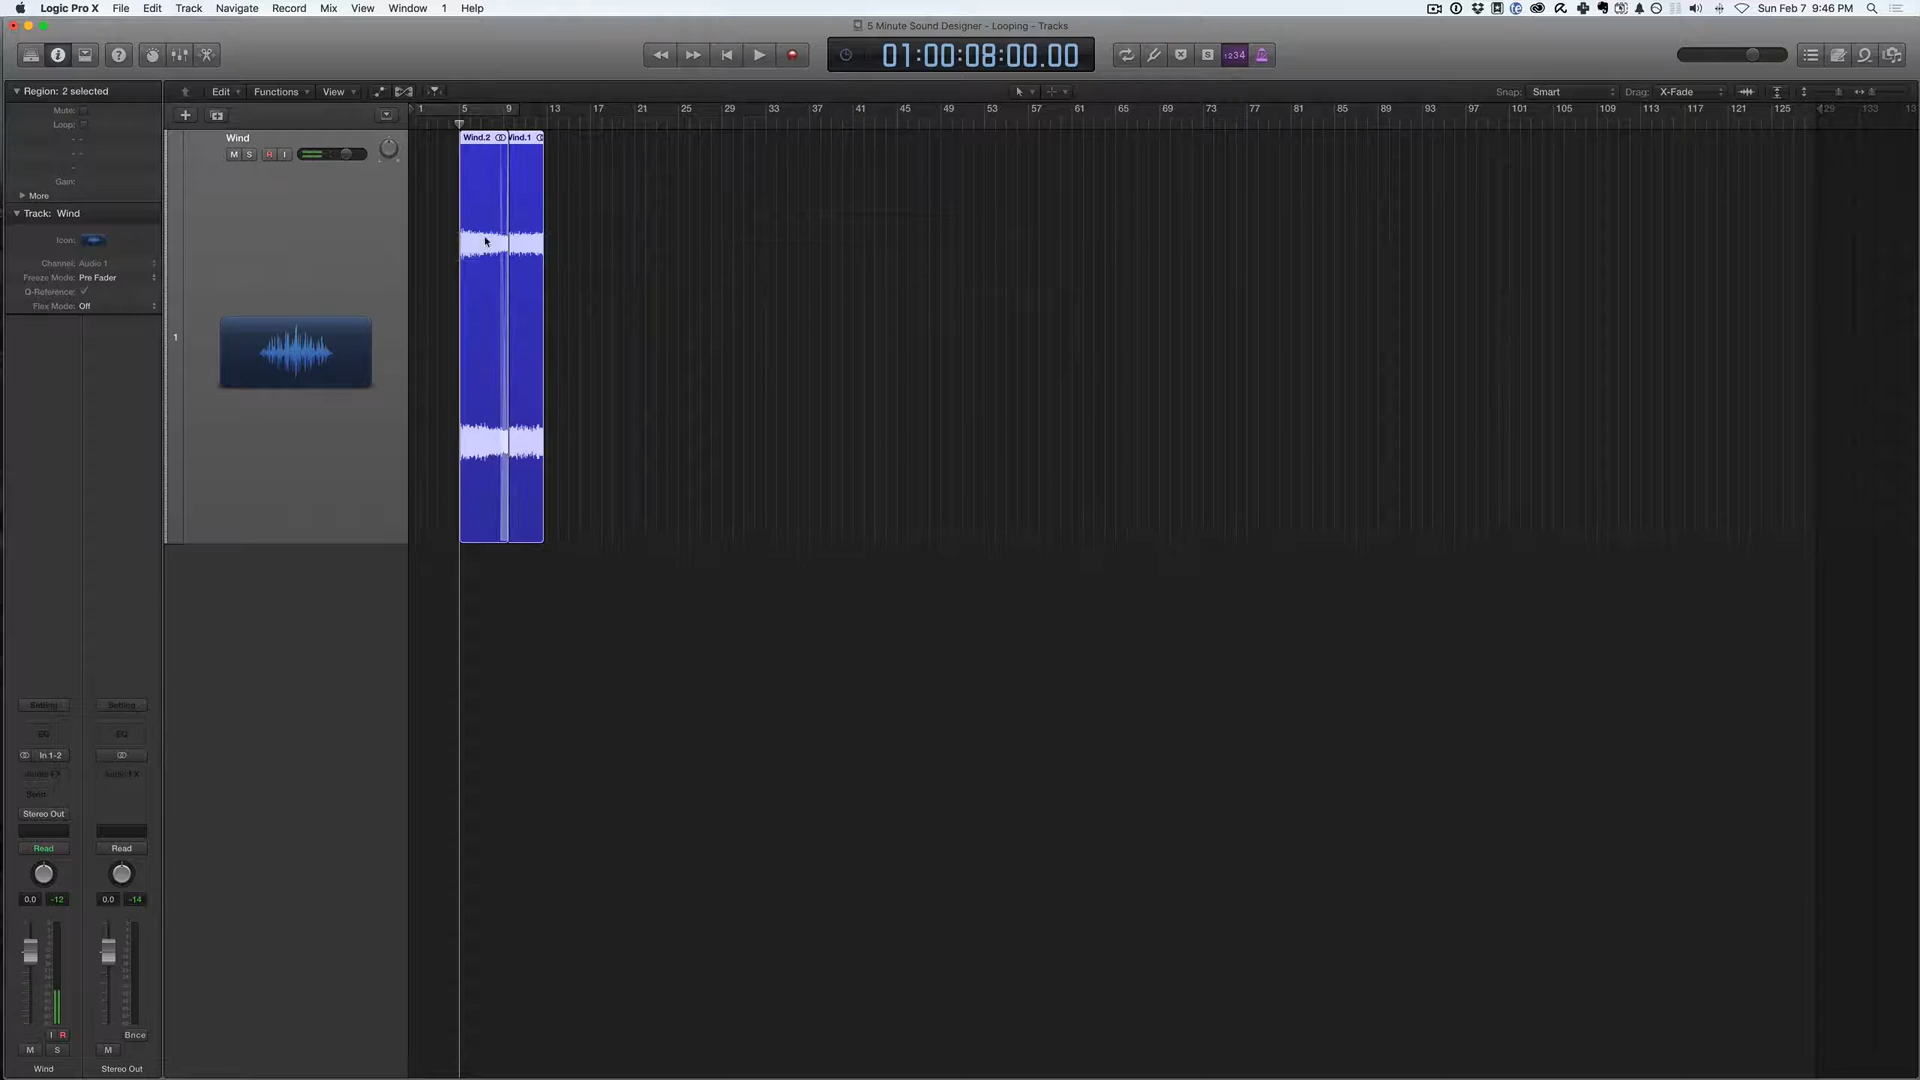 Logic Pro X File Edit Track Navigate Record Mix View Window 1 Help
Sun Feb 7 9:46 PM
5 Minute Sound Designer - Looping - Tracks
01:00:08:00.00
1234
Region: 2 selected
Edit Functions View
Snap: Smart Drag: X-Fade
1 5 9 13 17 21 25 29 33 37 41 45 49 53 57 61 65 69 73 77 81 85 89 93 97 101 105 109 113 117 121 125 129 133 13
Mute:
Loop:
Gain:
More
Track: Wind
Icon:
Channel: Audio 1
Freeze Mode: Pre Fader
Q-Reference:
Flex Mode: Off
Wind
M S R I
1
Wind.2 Wind.1
Setting Setting
EQ EQ
In 1-2
Audio FX Audio FX
Send
Stereo Out
Read Read
0.0 -12 0.0 -14
I R Bnce
M S M
Wind Stereo Out